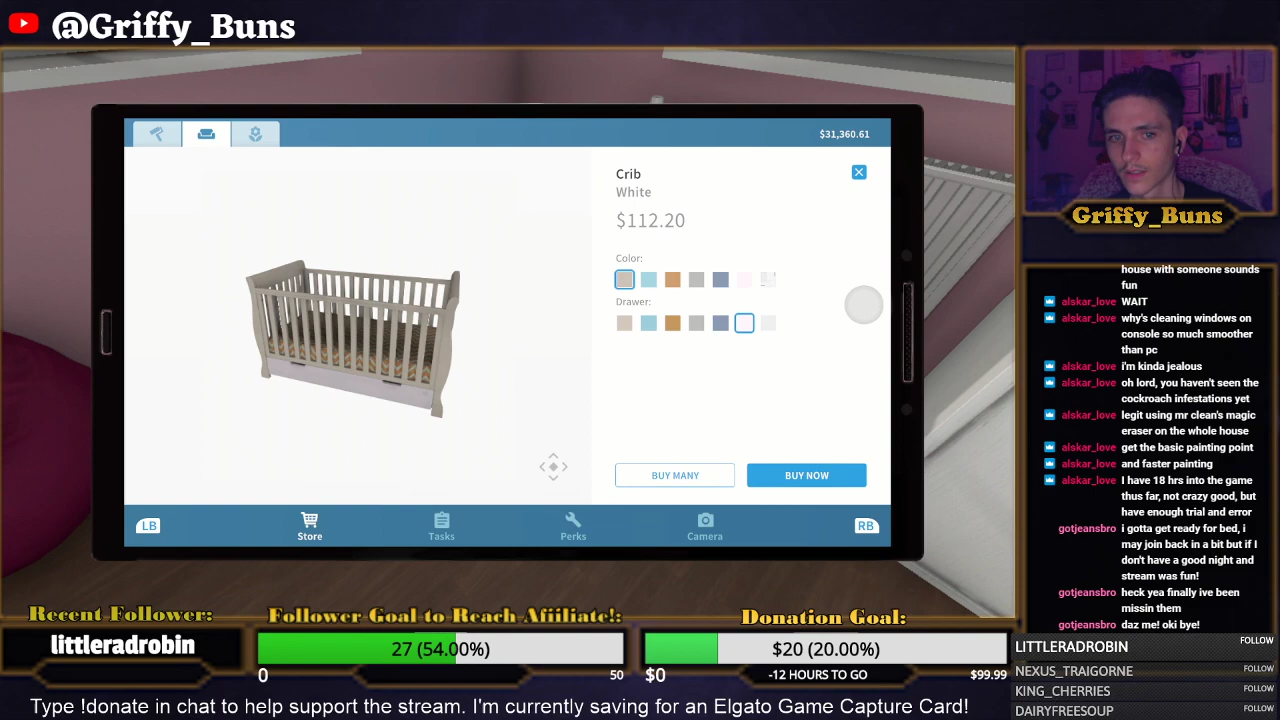 @Griffy_Buns
$31,360.61
Crib
White
$112.20
Color:
Drawer:
BUY MANY
BUY NOW
LB
Store
Tasks
Perks
Camera
RB
Griffy_Buns
house with someone sounds
fun
alskar_love WAIT
alskar_love why's cleaning windows on
console so much smoother
than pc
alskar_love i'm kinda jealous
alskar_love oh lord, you haven't seen the
cockroach infestations yet
alskar_love legit using mr clean's magic
eraser on the whole house
alskar_love get the basic painting point
alskar_love and faster painting
alskar_love I have 18 hrs into the game
thus far, not crazy good, but
have enough trial and error
gotjeansbro i gotta get ready for bed, i
may join back in a bit but if I
don't have a good night and
stream was fun!
gotjeansbro heck yea finally ive been
missin them
gotjeansbro daz me! oki bye!
Recent Follower:
littleradrobin
Follower Goal to Reach Afiiliate!:
27 (54.00%)
0
50
Donation Goal:
$20 (20.00%)
$0
-12 HOURS TO GO
$99.99
LITTLERADROBIN FOLLOW
NEXUS_TRAIGORNE FOLLOW
KING_CHERRIES FOLLOW
DAIRYFREESOUP FOLLOW
Type !donate in chat to help support the stream. I'm currently saving for an Elgato Game Capture Card!